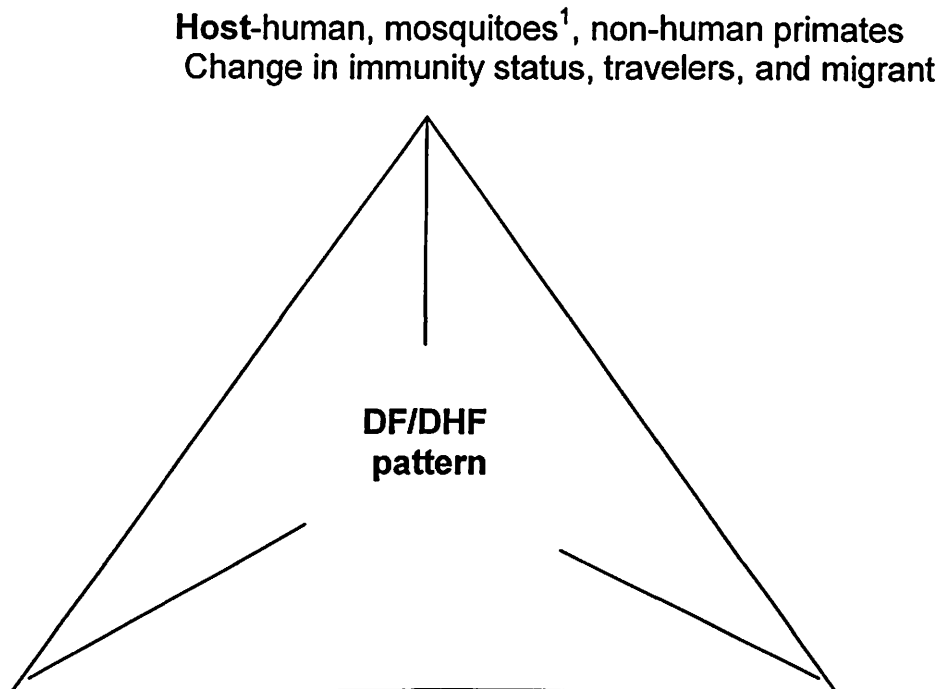 Host-human, mosquitoes¹, non-human primates
Change in immunity status, travelers, and migrant
DF/DHF
pattern